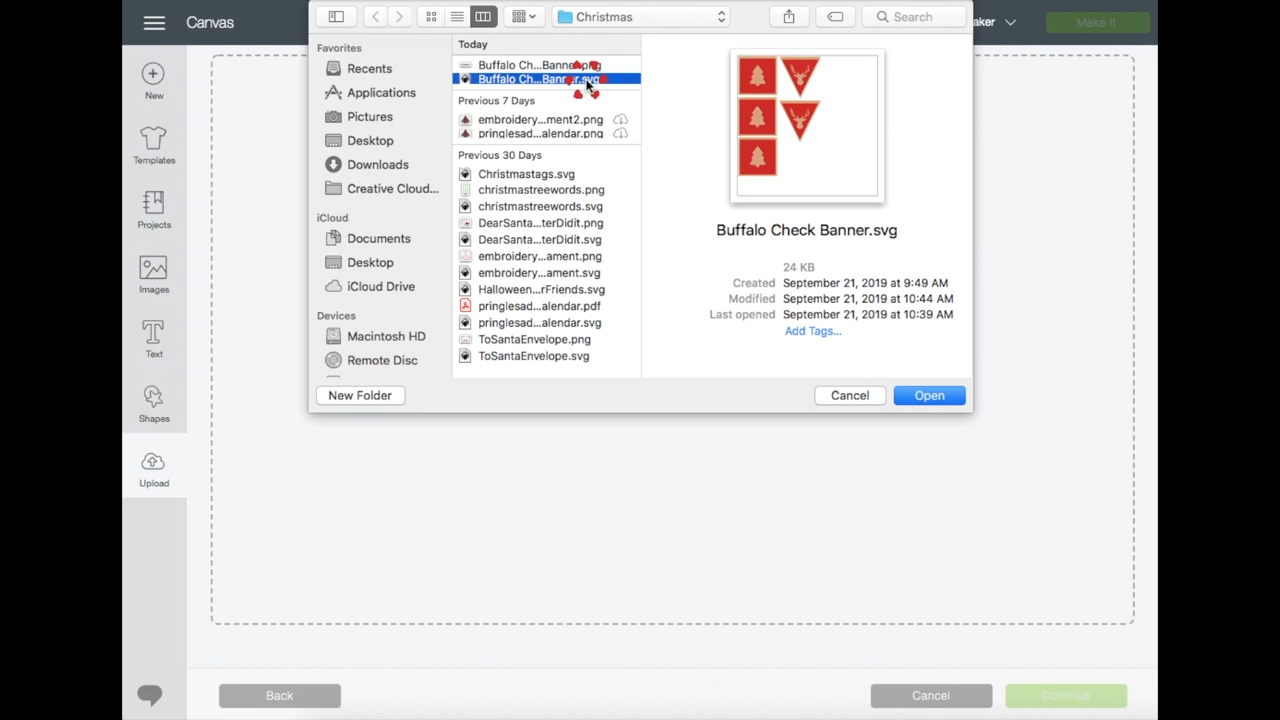 Canvas
Christmas
Search
aker
Make It
New
Templates
Projects
Images
Text
Shapes
Upload
Favorites
Recents
Applications
Pictures
Desktop
Downloads
Creative Cloud...
iCloud
Documents
Desktop
iCloud Drive
Devices
Macintosh HD
Remote Disc
Today
Buffalo Ch...Banner.png
Buffalo Ch...Banner.svg
Previous 7 Days
embroidery...ment2.png
pringlesad...alendar.png
Previous 30 Days
Christmastags.svg
christmastreewords.png
christmastreewords.svg
DearSanta...terDidit.png
DearSanta...terDidit.svg
embroidery...ament.png
embroidery...ament.svg
Halloween...rFriends.svg
pringlesad...alendar.pdf
pringlesad...alendar.svg
ToSantaEnvelope.png
ToSantaEnvelope.svg
Buffalo Check Banner.svg
24 KB
Created September 21, 2019 at 9:49 AM
Modified September 21, 2019 at 10:44 AM
Last opened September 21, 2019 at 10:39 AM
Add Tags...
New Folder
Cancel
Open
Back
Cancel
Continue